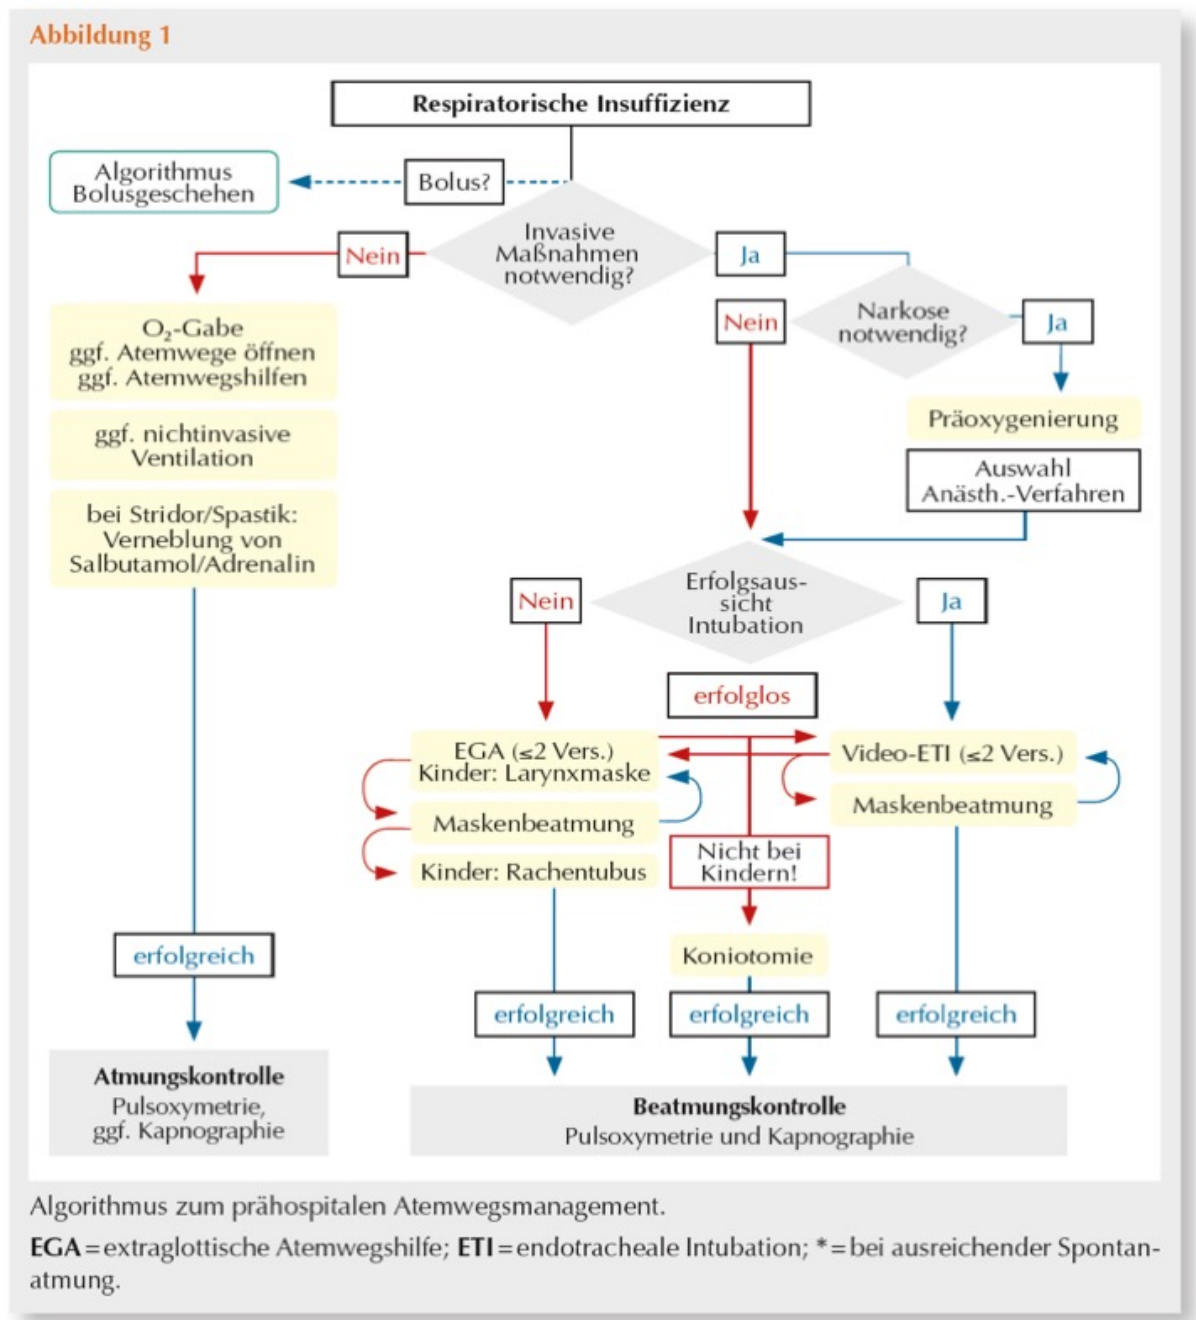 Abbildung 1
Respiratorische Insuffizienz
Algorithmus
Bolusgeschehen
Bolus?
Invasive
Maßnahmen
notwendig?
Nein
Ja
Nein
Narkose
notwendig?
Ja
O₂-Gabe
ggf. Atemwege öffnen
ggf. Atemwegshilfen
ggf. nichtinvasive
Ventilation
bei Stridor/Spastik:
Verneblung von
Salbutamol/Adrenalin
Präoxygenierung
Auswahl
Anästh.-Verfahren
Nein
Erfolgsaus-
sicht
Intubation
Ja
erfolglos
EGA (≤2 Vers.)
Kinder: Larynxmaske
Maskenbeatmung
Kinder: Rachentubus
Video-ETI (≤2 Vers.)
Maskenbeatmung
Nicht bei
Kindern!
Koniotomie
erfolgreich
erfolgreich
erfolgreich
erfolgreich
Atmungskontrolle
Pulsoxymetrie,
ggf. Kapnographie
Beatmungskontrolle
Pulsoxymetrie und Kapnographie
Algorithmus zum prähospitalen Atemwegsmanagement.
EGA=extraglottische Atemwegshilfe; ETI=endotracheale Intubation; *=bei ausreichender Spontan-
atmung.